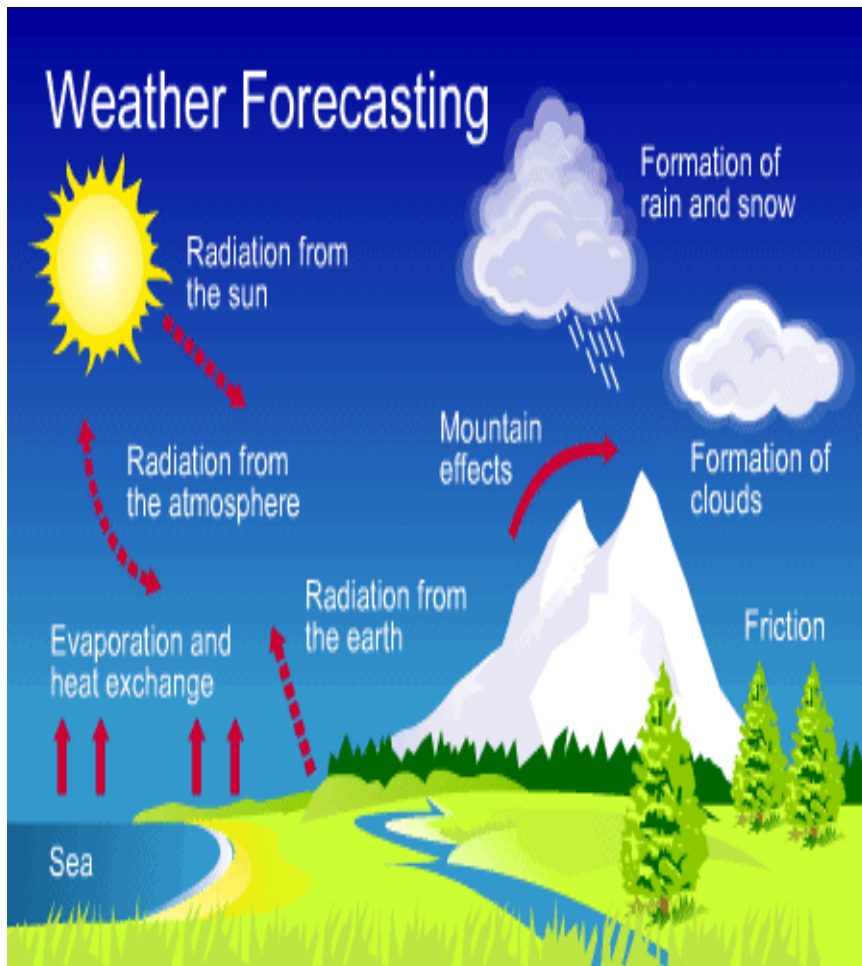 Weather Forecasting
Formation of
rain and snow
Radiation from
the sun
Mountain
effects
Radiation from
the atmosphere
Formation of
clouds
Radiation from
the earth
Friction
Evaporation and
heat exchange
Sea